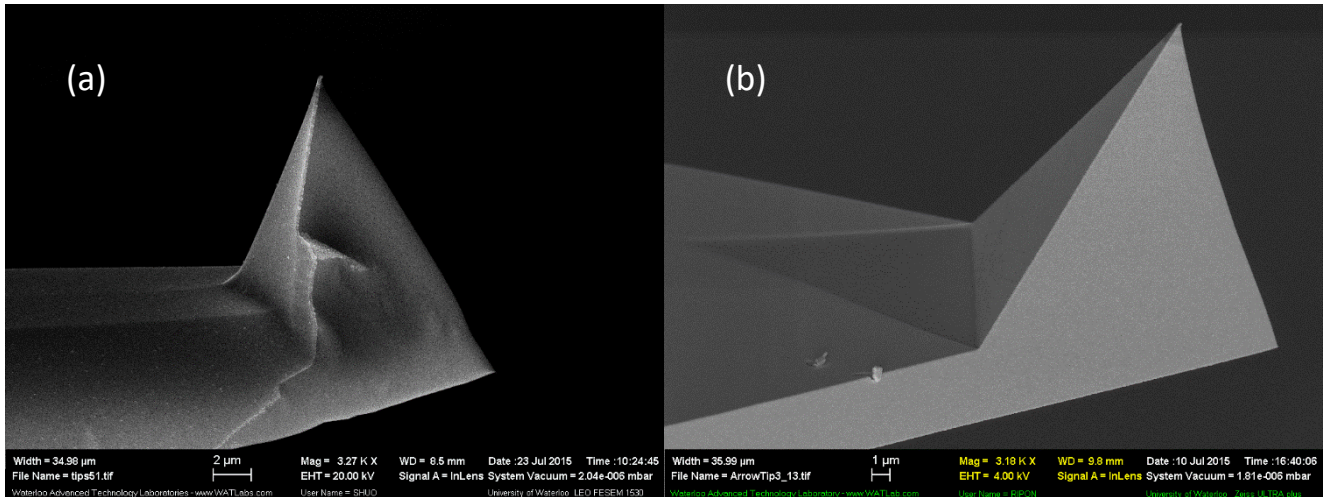 (a)
(b)
Width = 34.98 µm
2 µm
Mag = 3.27 K X
WD = 8.5 mm
Date :23 Jul 2015
Time :10:24:45
File Name = tips51.tif
EHT = 20.00 kV
Signal A = InLens
System Vacuum = 2.04e-006 mbar
Waterloo Advanced Technology Laboratories - www.WATLabs.com
User Name = SHUO
University of Waterloo LEO FESEM 1530
Width = 35.99 µm
1 µm
Mag = 3.18 K X
WD = 9.8 mm
Date :10 Jul 2015
Time :16:40:06
File Name = ArrowTip3_13.tif
EHT = 4.00 kV
Signal A = InLens
System Vacuum = 1.81e-006 mbar
Waterloo Advanced Technology Laboratories - www.WATLabs.com
User Name = RIPON
University of Waterloo Zeiss ULTRA plus